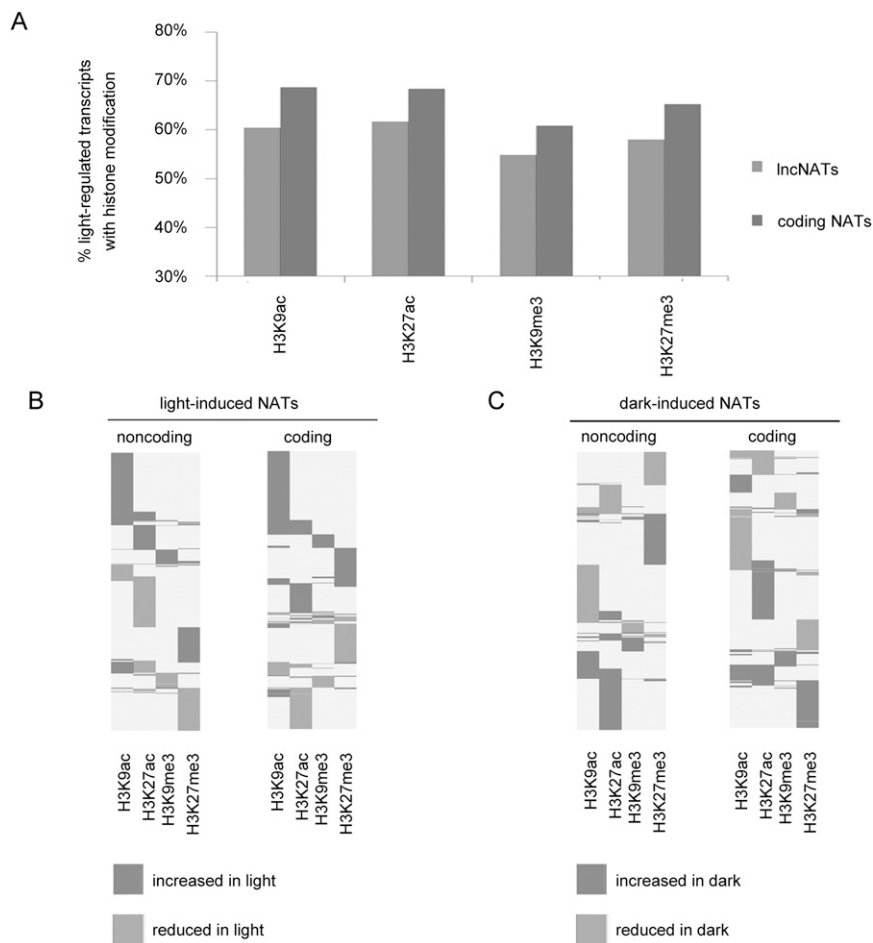 A
% light-regulated transcripts
with histone modification
80%
70%
60%
50%
40%
30%
H3K9ac
H3K27ac
H3K9me3
H3K27me3
lncNATs
coding NATs
B
light-induced NATs
noncoding
coding
H3K9ac
H3K27ac
H3K9me3
H3K27me3
H3K9ac
H3K27ac
H3K9me3
H3K27me3
increased in light
reduced in light
C
dark-induced NATs
noncoding
coding
H3K9ac
H3K27ac
H3K9me3
H3K27me3
H3K9ac
H3K27ac
H3K9me3
H3K27me3
increased in dark
reduced in dark